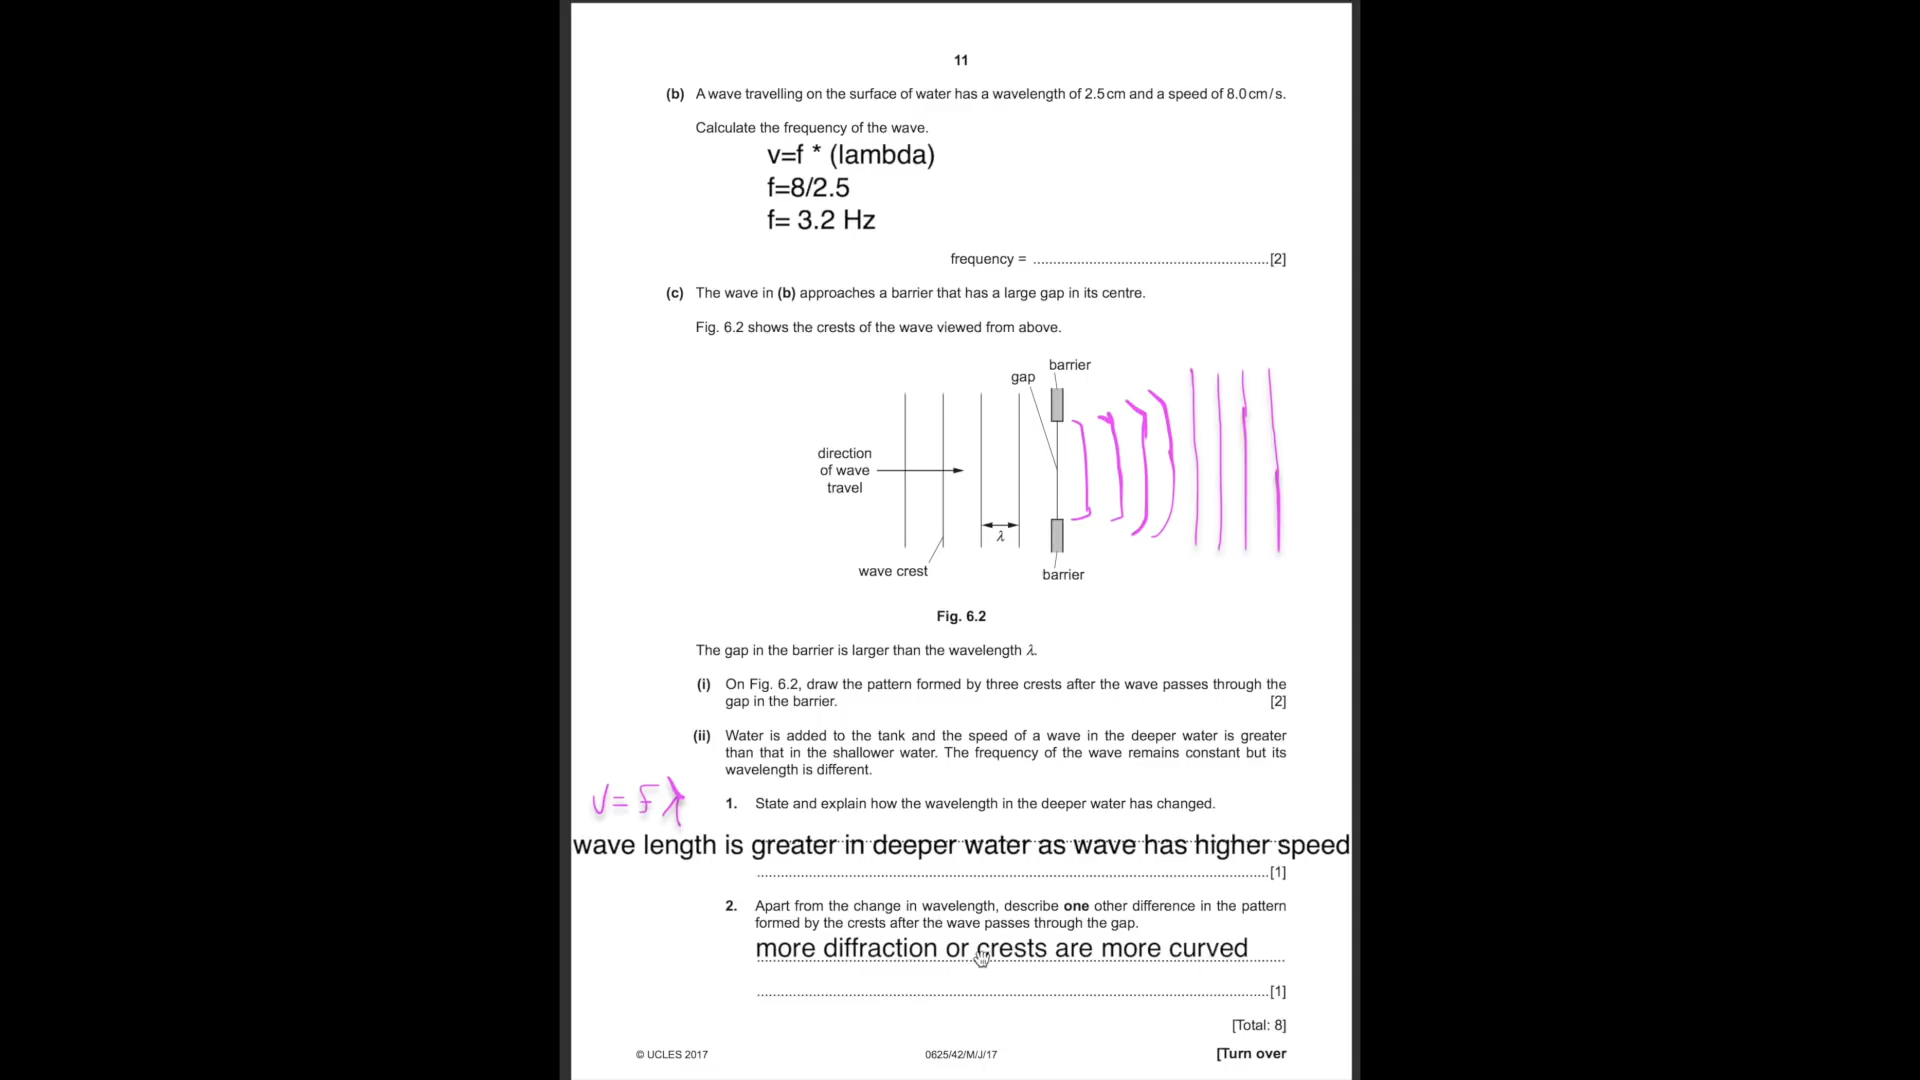 11
(b) A wave travelling on the surface of water has a wavelength of 2.5 cm and a speed of 8.0 cm/s.
Calculate the frequency of the wave.
v=f * (lambda)
f=8/2.5
f= 3.2 Hz
frequency = ............................................................[2]
(c) The wave in (b) approaches a barrier that has a large gap in its centre.
Fig. 6.2 shows the crests of the wave viewed from above.
barrier
gap
direction
of wave
travel
λ
wave crest
barrier
Fig. 6.2
The gap in the barrier is larger than the wavelength λ.
(i) On Fig. 6.2, draw the pattern formed by three crests after the wave passes through the
gap in the barrier. [2]
(ii) Water is added to the tank and the speed of a wave in the deeper water is greater
than that in the shallower water. The frequency of the wave remains constant but its
wavelength is different.
v = f λ
1. State and explain how the wavelength in the deeper water has changed.
wave length is greater in deeper water as wave has higher speed
..................................................................................................................................[1]
2. Apart from the change in wavelength, describe one other difference in the pattern
formed by the crests after the wave passes through the gap.
more diffraction or crests are more curved
..................................................................................................................................[1]
[Total: 8]
© UCLES 2017
0625/42/M/J/17
[Turn over